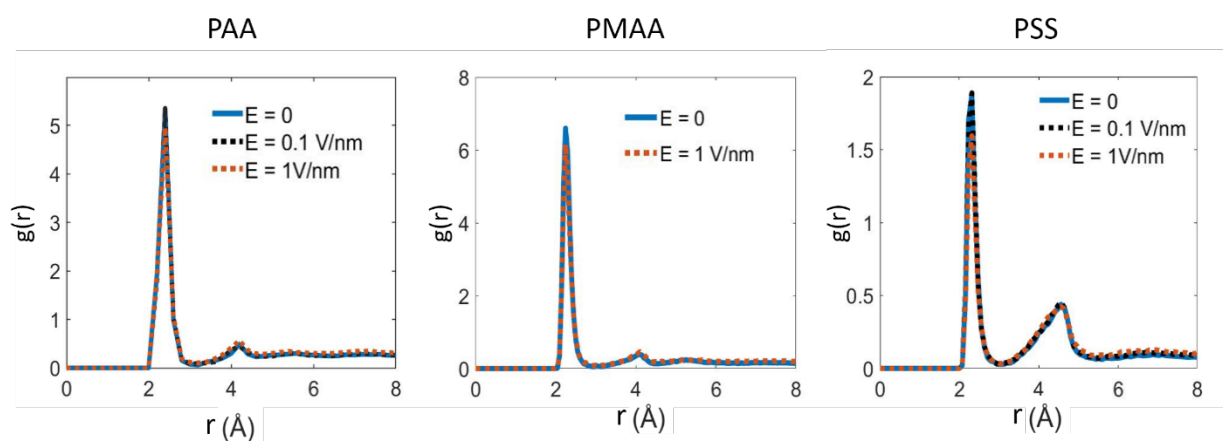 PAA
PMAA
PSS
g(r)
5
4
3
2
1
0
E = 0
E = 0.1 V/nm
E = 1V/nm
0
2
4
6
8
r (Å)
g(r)
8
6
4
2
0
E = 0
E = 1 V/nm
0
2
4
6
8
r (Å)
g(r)
2
1.5
1
0.5
0
E = 0
E = 0.1 V/nm
E = 1V/nm
0
2
4
6
8
r (Å)